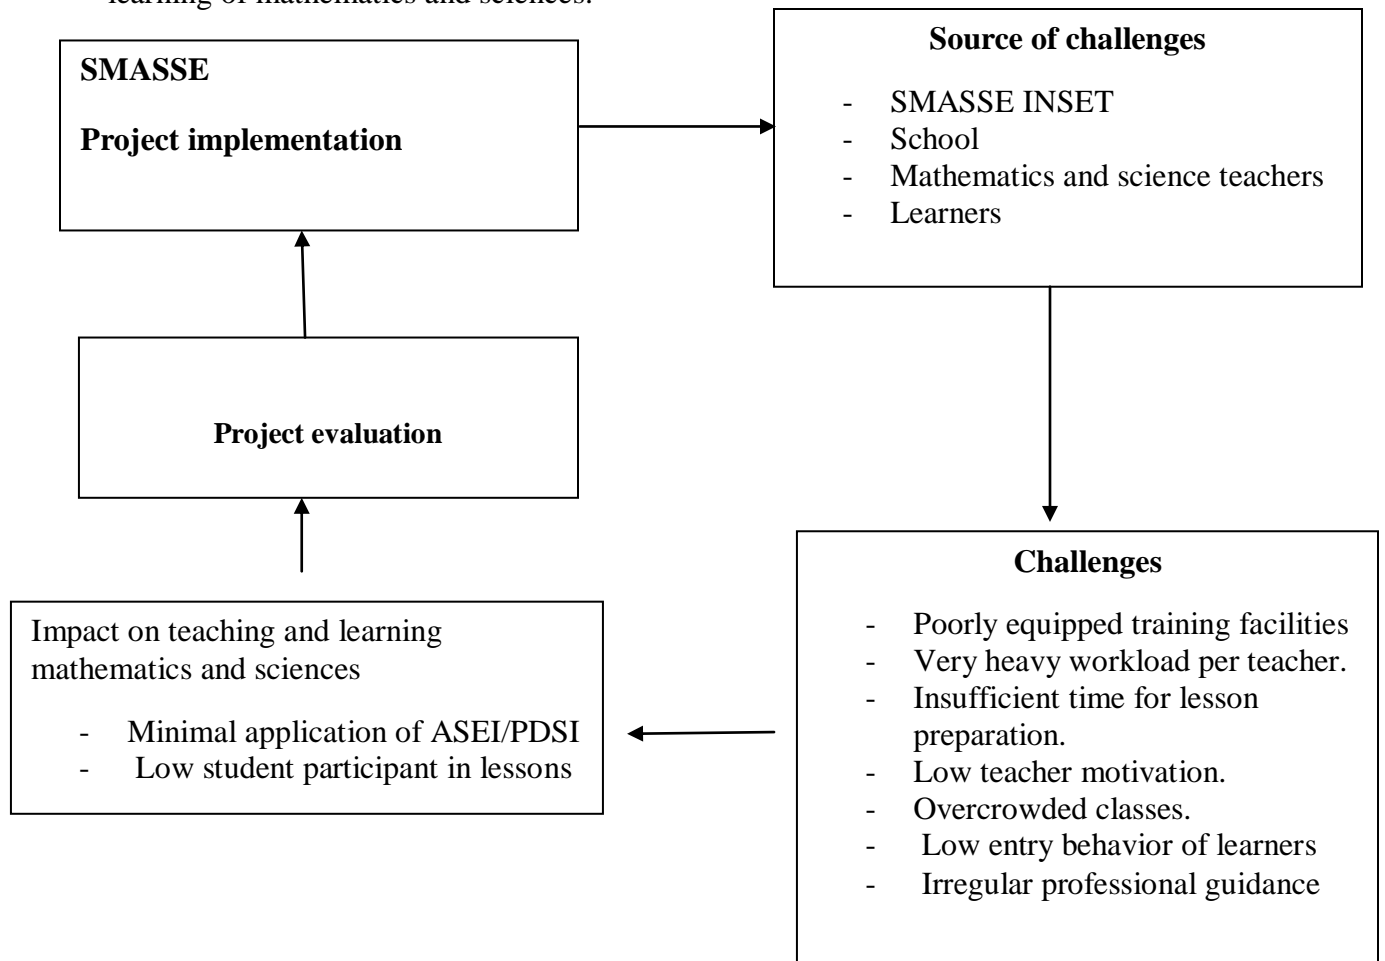 learning of mathematics and sciences.
SMASSE
Project implementation
Source of challenges
- SMASSE INSET
- School
- Mathematics and science teachers
- Learners
Project evaluation
Challenges
- Poorly equipped training facilities
- Very heavy workload per teacher.
- Insufficient time for lesson
preparation.
- Low teacher motivation.
- Overcrowded classes.
- Low entry behavior of learners
- Irregular professional guidance
Impact on teaching and learning
mathematics and sciences
- Minimal application of ASEI/PDSI
- Low student participant in lessons